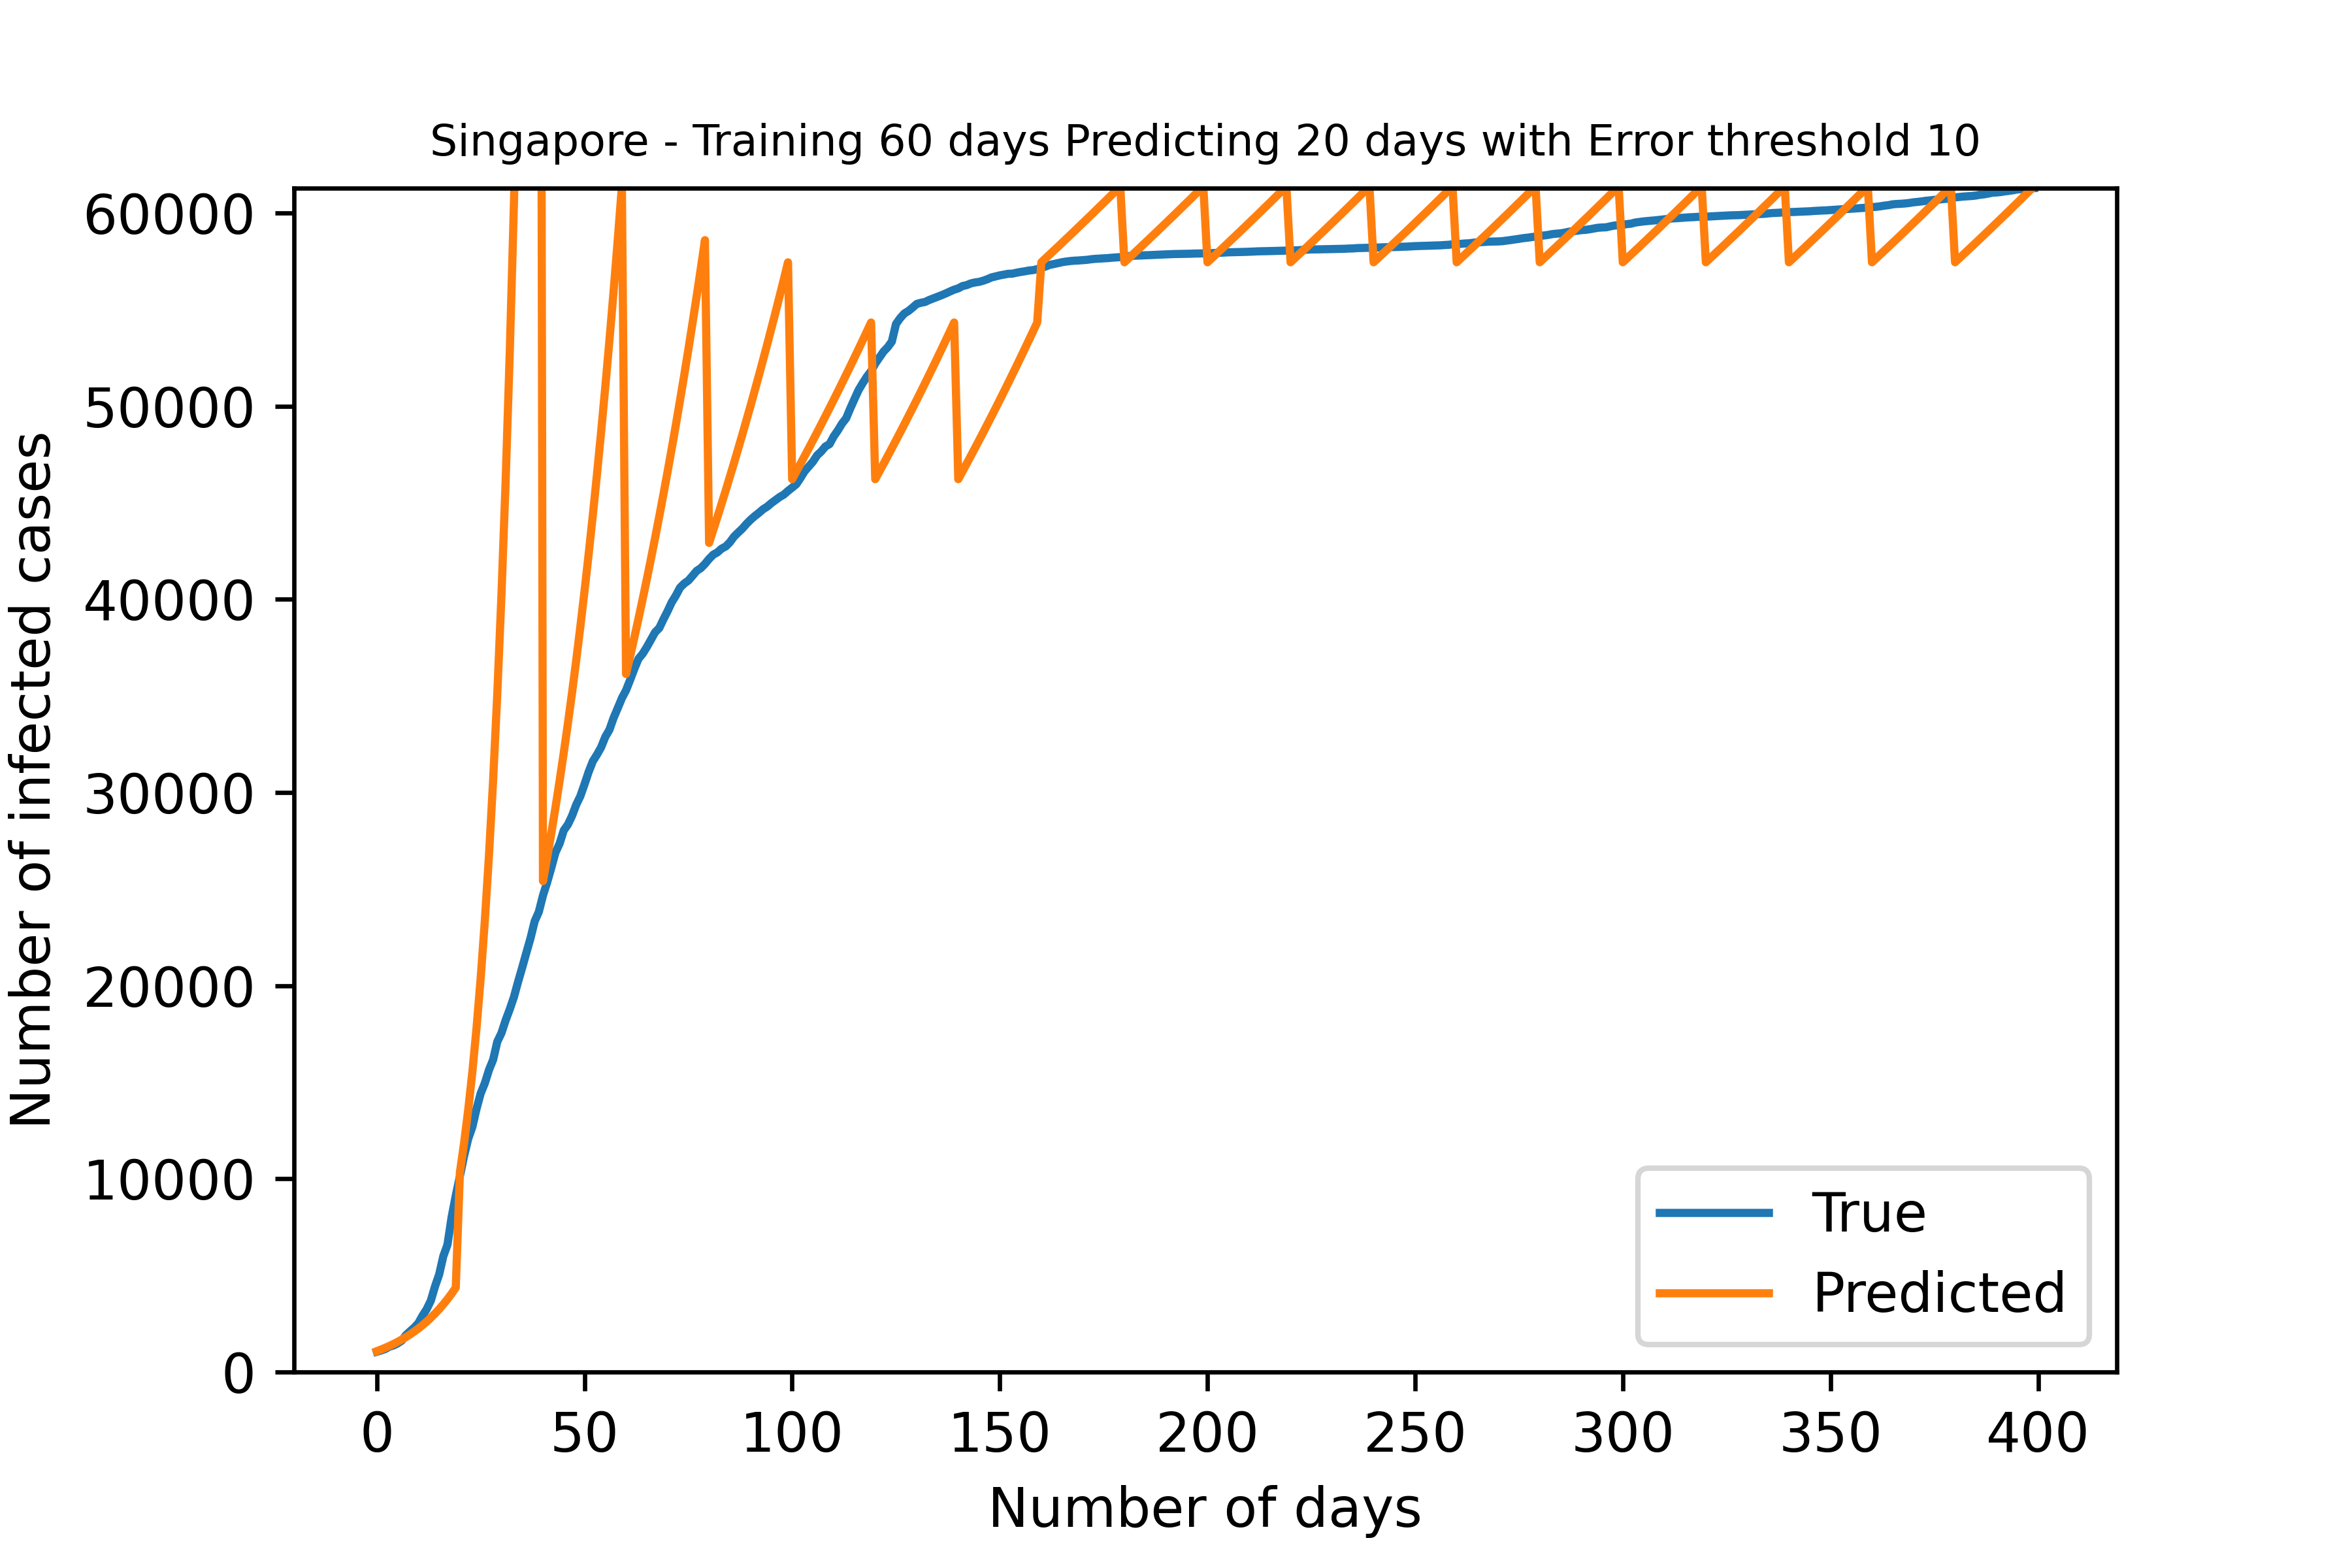 Singapore - Training 60 days Predicting 20 days with Error threshold 10
60000
50000
40000
30000
20000
10000
0
Number of infected cases
0 50 100 150 200 250 300 350 400
Number of days
True
Predicted